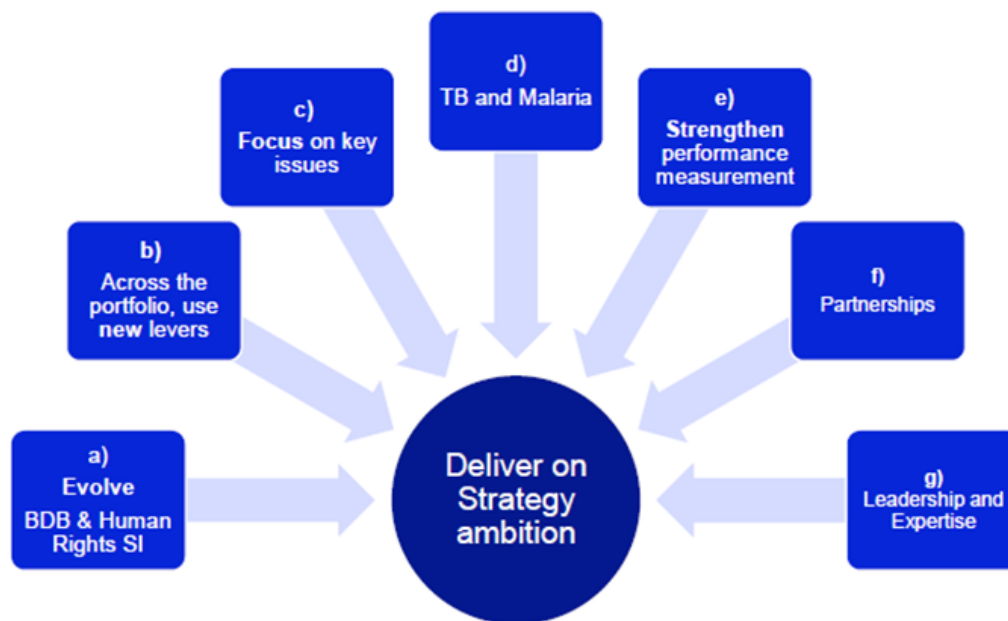 a)
Evolve
BDB & Human
Rights SI
b)
Across the
portfolio, use
new levers
c)
Focus on key
issues
d)
TB and Malaria
e)
Strengthen
performance
measurement
f)
Partnerships
g)
Leadership and
Expertise
Deliver on
Strategy
ambition